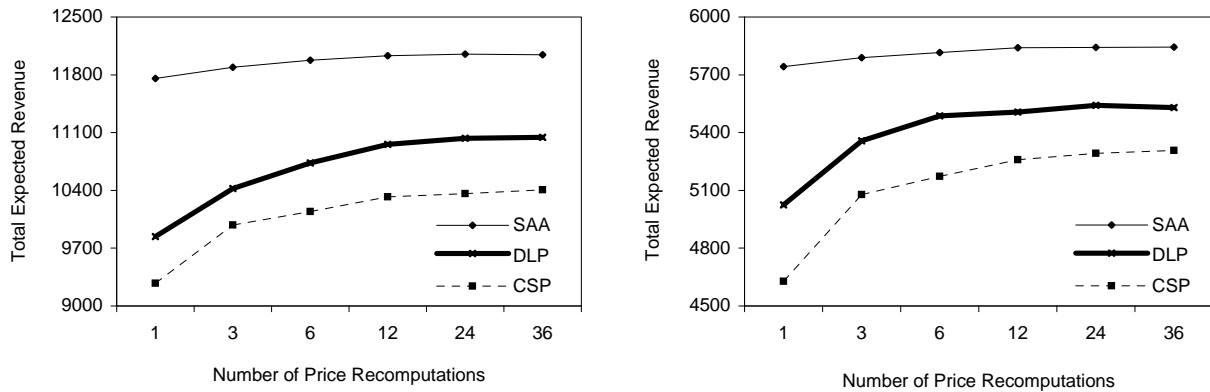 12500
11800
11100
10400
9700
9000
Total Expected Revenue
SAA
DLP
CSP
1 3 6 12 24 36
Number of Price Recomputations
6000
5700
5400
5100
4800
4500
Total Expected Revenue
SAA
DLP
CSP
1 3 6 12 24 36
Number of Price Recomputations